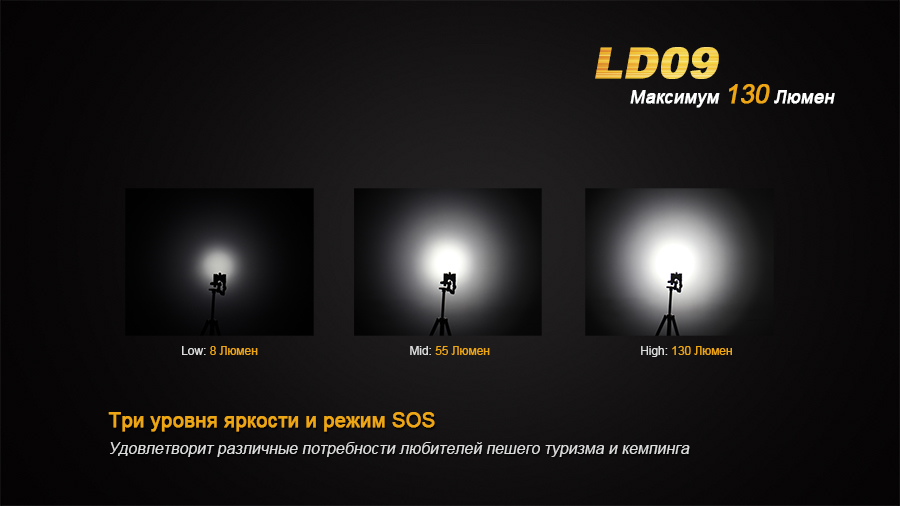 LD09
Максимум 130 Люмен
Low: 8 Люмен
Mid: 55 Люмен
High: 130 Люмен
Три уровня яркости и режим SOS
Удовлетворит различные потребности любителей пешего туризма и кемпинга